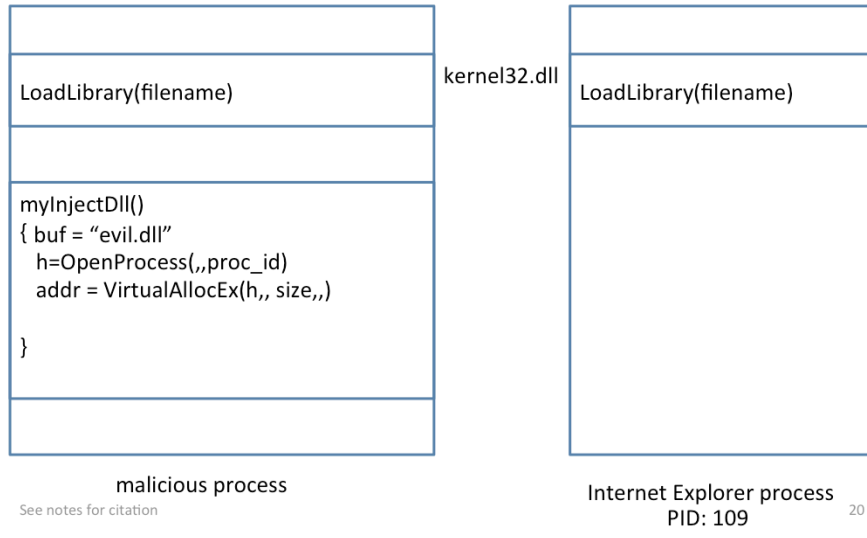 LoadLibrary(filename)
kernel32.dll
LoadLibrary(filename)
myInjectDll()
{ buf = “evil.dll”
h=OpenProcess(,,proc_id)
addr = VirtualAllocEx(h,, size,,)
}
malicious process
Internet Explorer process
PID: 109
See notes for citation
20